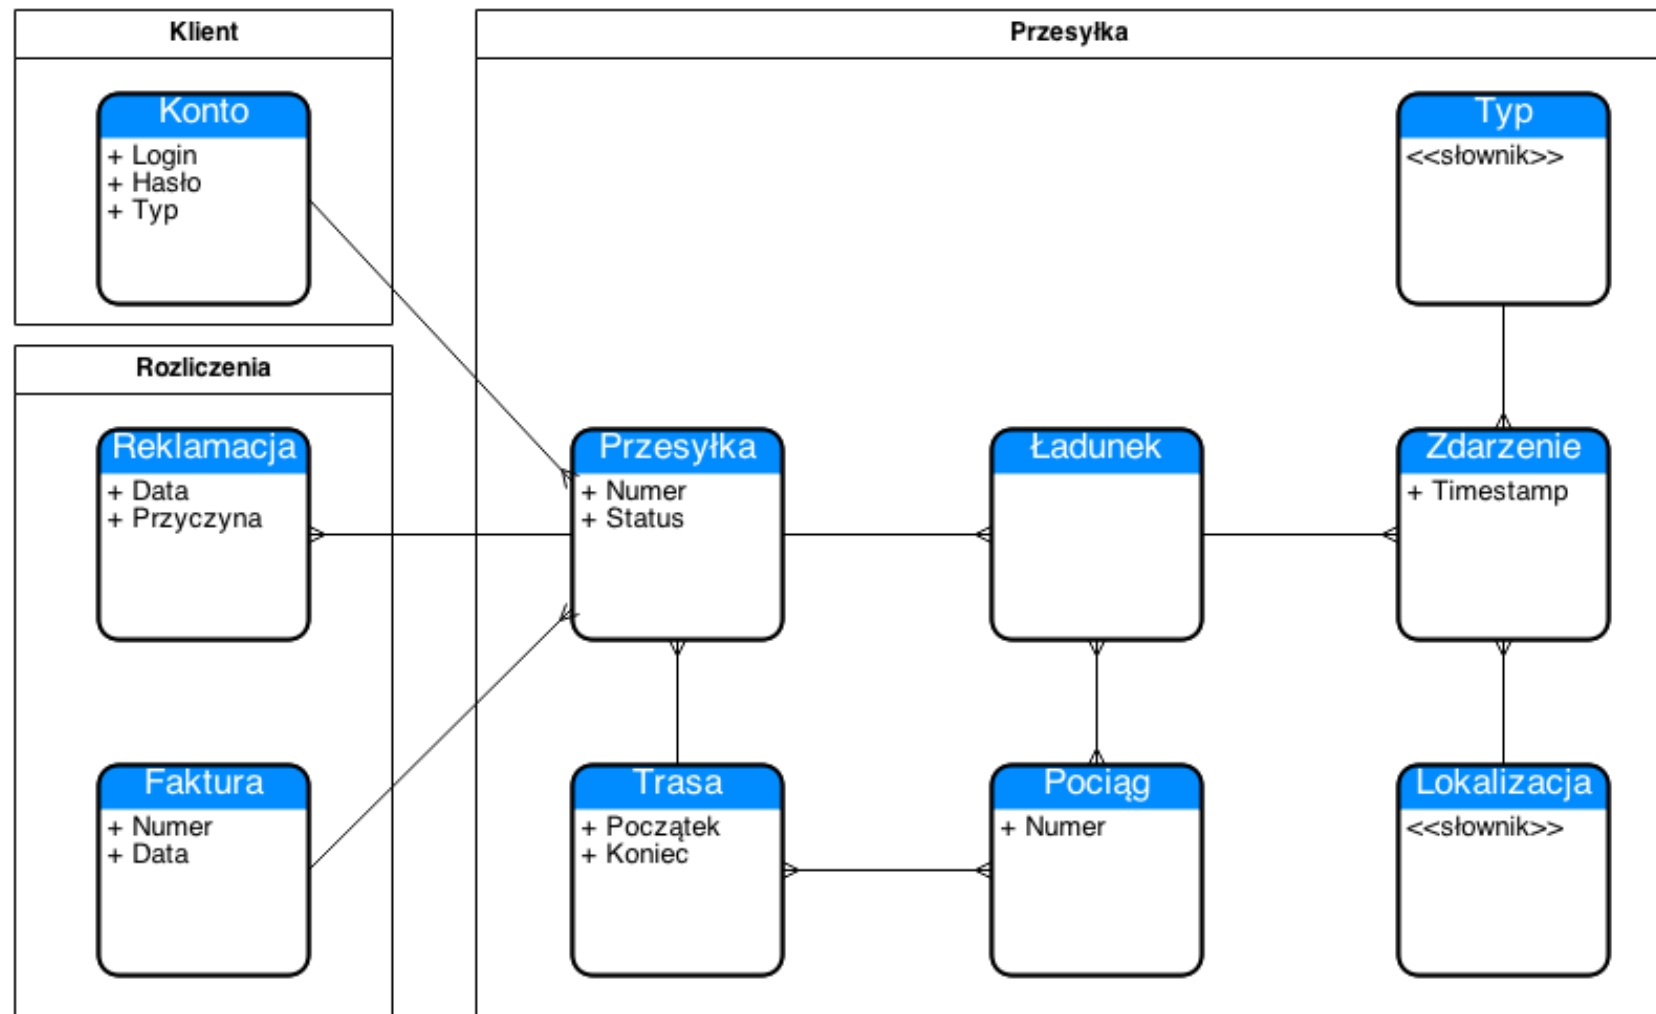 Klient
Przesyłka
Konto
+ Login
+ Hasło
+ Typ
Typ
<<słownik>>
Rozliczenia
Reklamacja
+ Data
+ Przyczyna
Przesyłka
+ Numer
+ Status
Ładunek
Zdarzenie
+ Timestamp
Faktura
+ Numer
+ Data
Trasa
+ Początek
+ Koniec
Pociąg
+ Numer
Lokalizacja
<<słownik>>